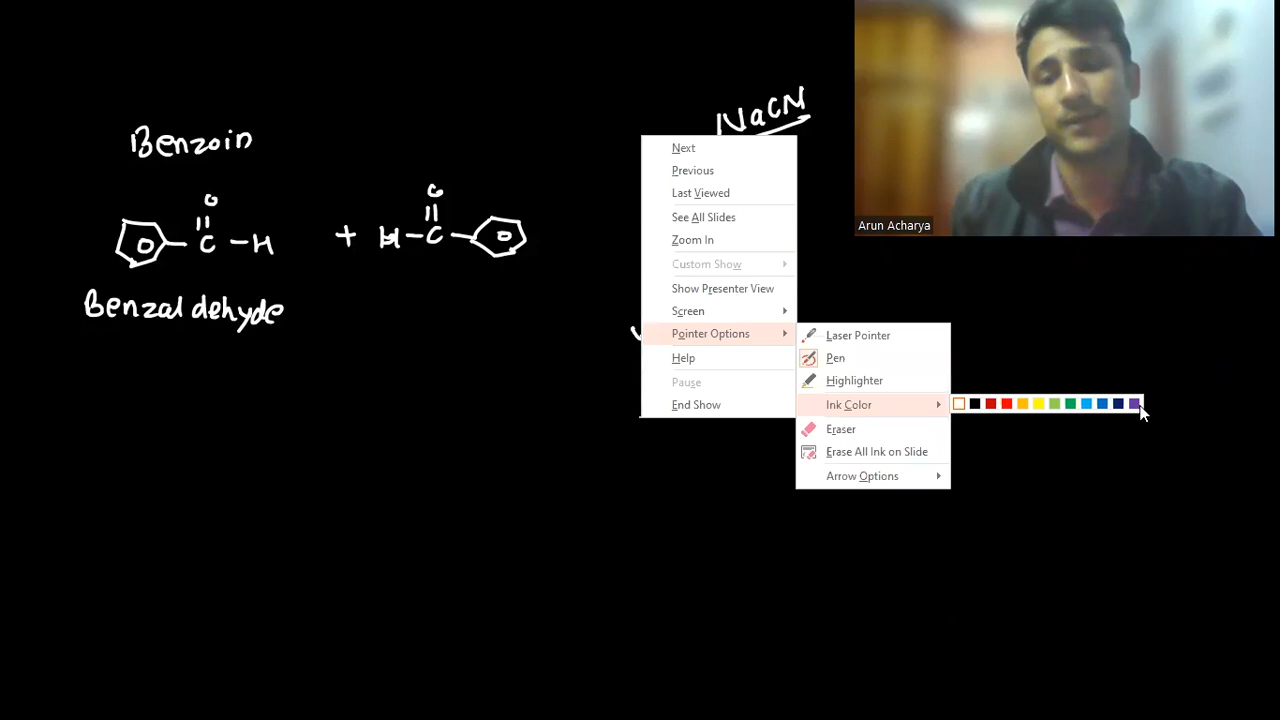 NaCN
Benzoin
O
|| C – H
+ H – C ||
O
Benzaldehyde
Arun Acharya
Next
Previous
Last Viewed
See All Slides
Zoom In
Custom Show
Show Presenter View
Screen
Pointer Options
Help
Pause
End Show
Laser Pointer
Pen
Highlighter
Ink Color
Eraser
Erase All Ink on Slide
Arrow Options